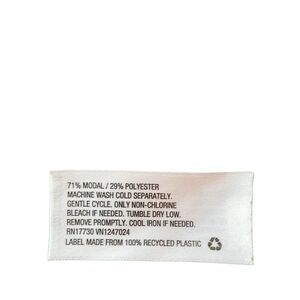 71% MODAL / 29% POLYESTER
MACHINE WASH COLD SEPARATELY.
GENTLE CYCLE. ONLY NON-CHLORINE
BLEACH IF NEEDED. TUMBLE DRY LOW.
REMOVE PROMPTLY. COOL IRON IF NEEDED.
RN17730 VN1247024
LABEL MADE FROM 100% RECYCLED PLASTIC